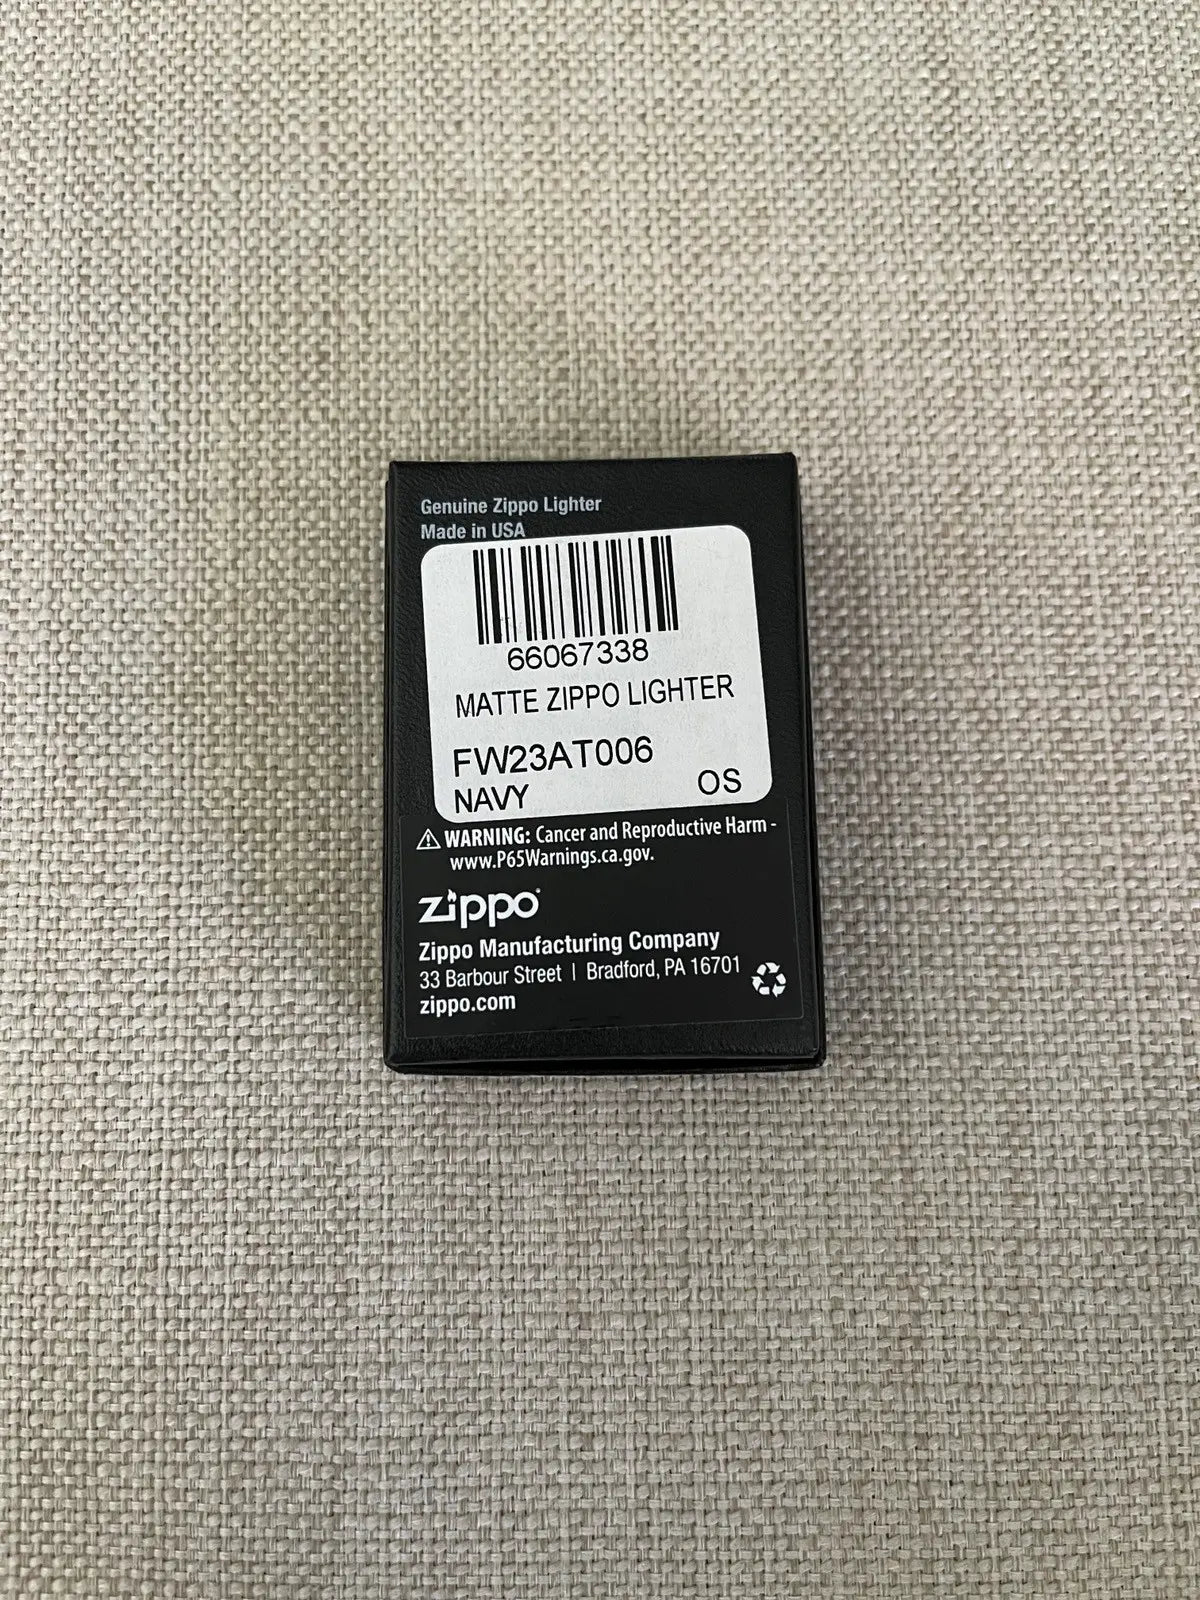 Genuine Zippo Lighter
Made in USA
66067338
MATTE ZIPPO LIGHTER
FW23AT006
NAVY OS
⚠ WARNING: Cancer and Reproductive Harm -
www.P65Warnings.ca.gov.
zippo®
Zippo Manufacturing Company
33 Barbour Street | Bradford, PA 16701
zippo.com